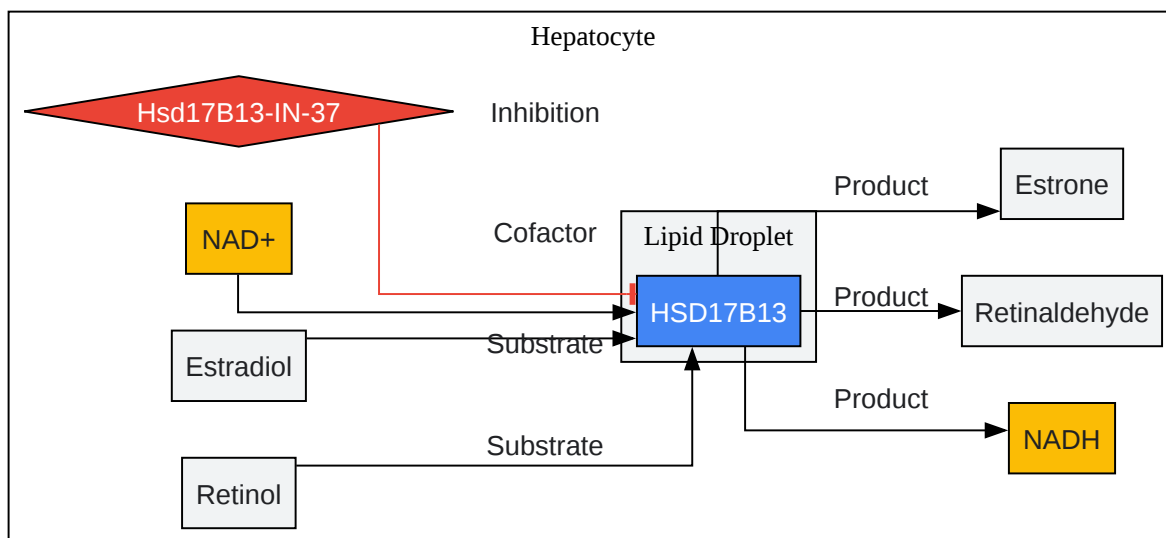 Hepatocyte
Hsd17B13-IN-37
Inhibition
Product
Estrone
NAD+
Cofactor
Lipid Droplet
HSD17B13
Product
Retinaldehyde
Estradiol
Substrate
Product
NADH
Substrate
Retinol